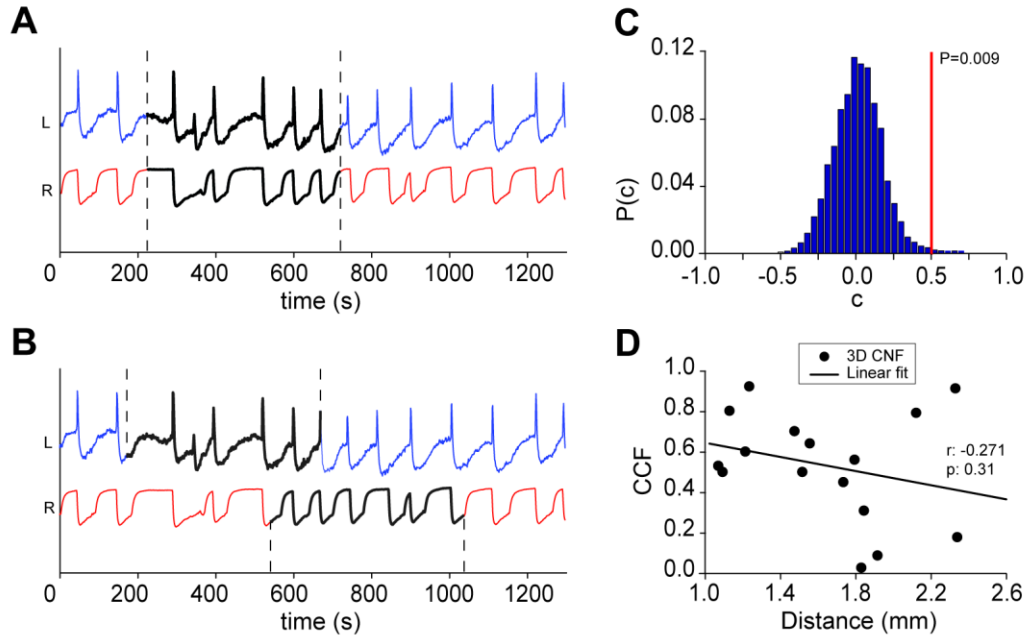 A
L
R
0 200 400 600 800 1000 1200
time (s)
B
L
R
0 200 400 600 800 1000 1200
time (s)
C
P(c)
0.12
0.08
0.04
0.00
P=0.009
-1.0 -0.5 0.0 0.5 1.0
c
D
3D CNF
Linear fit
CCF
1.0
0.8
0.6
0.4
0.2
0.0
r: -0.271
p: 0.31
1.0 1.4 1.8 2.2 2.6
Distance (mm)